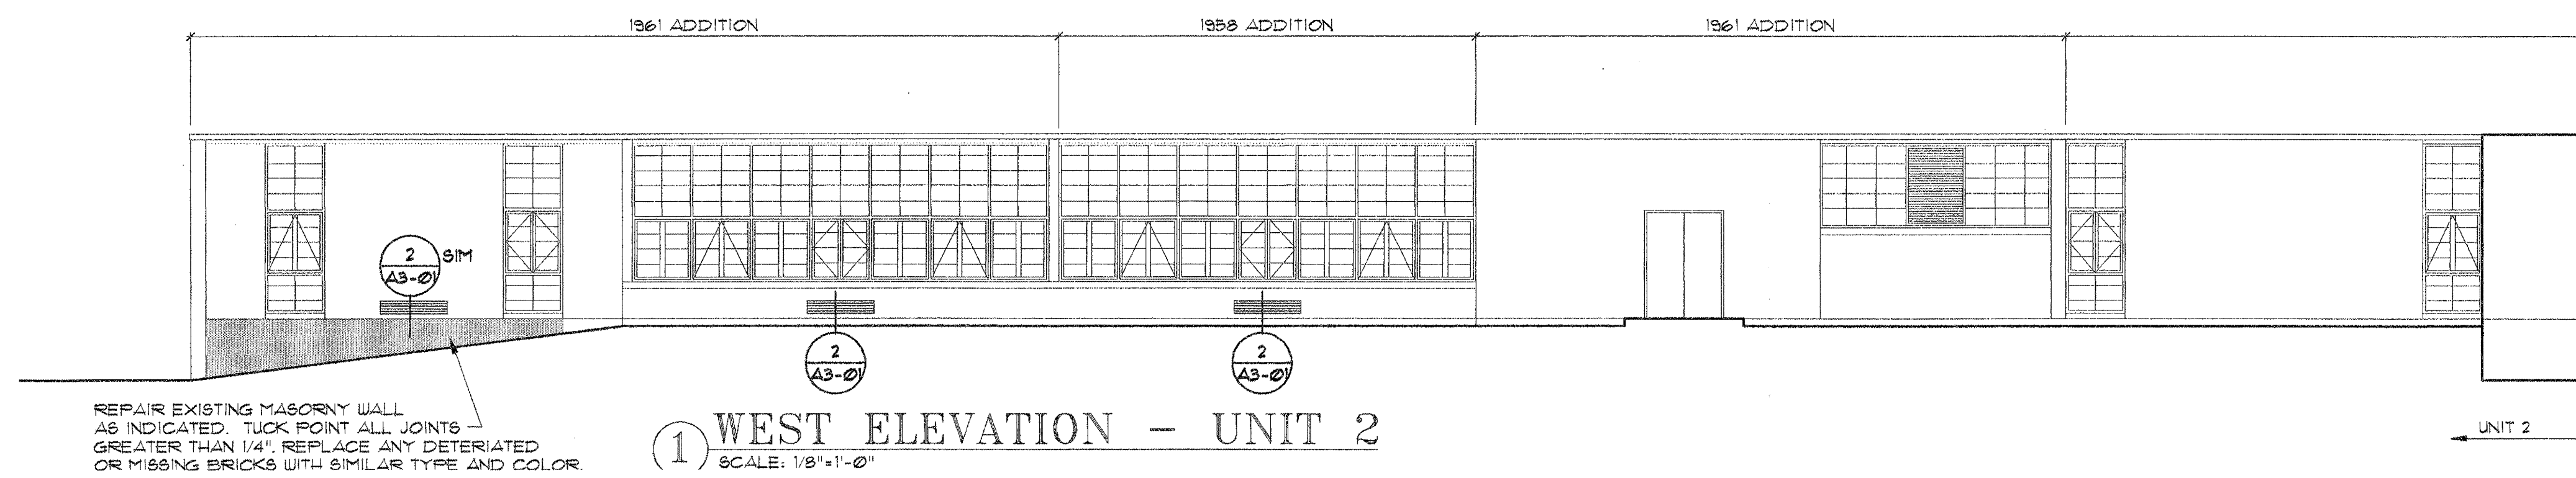 1961 ADDITION
1958 ADDITION
1961 ADDITION
2
A3-01
SIM
2
A3-01
2
A3-01
REPAIR EXISTING MASORNY WALL
AS INDICATED. TUCK POINT ALL JOINTS
GREATER THAN 1/4". REPLACE ANY DETERIATED
OR MISSING BRICKS WITH SIMILAR TYPE AND COLOR.
1
WEST ELEVATION - UNIT 2
SCALE: 1/8"=1'-0"
UNIT 2